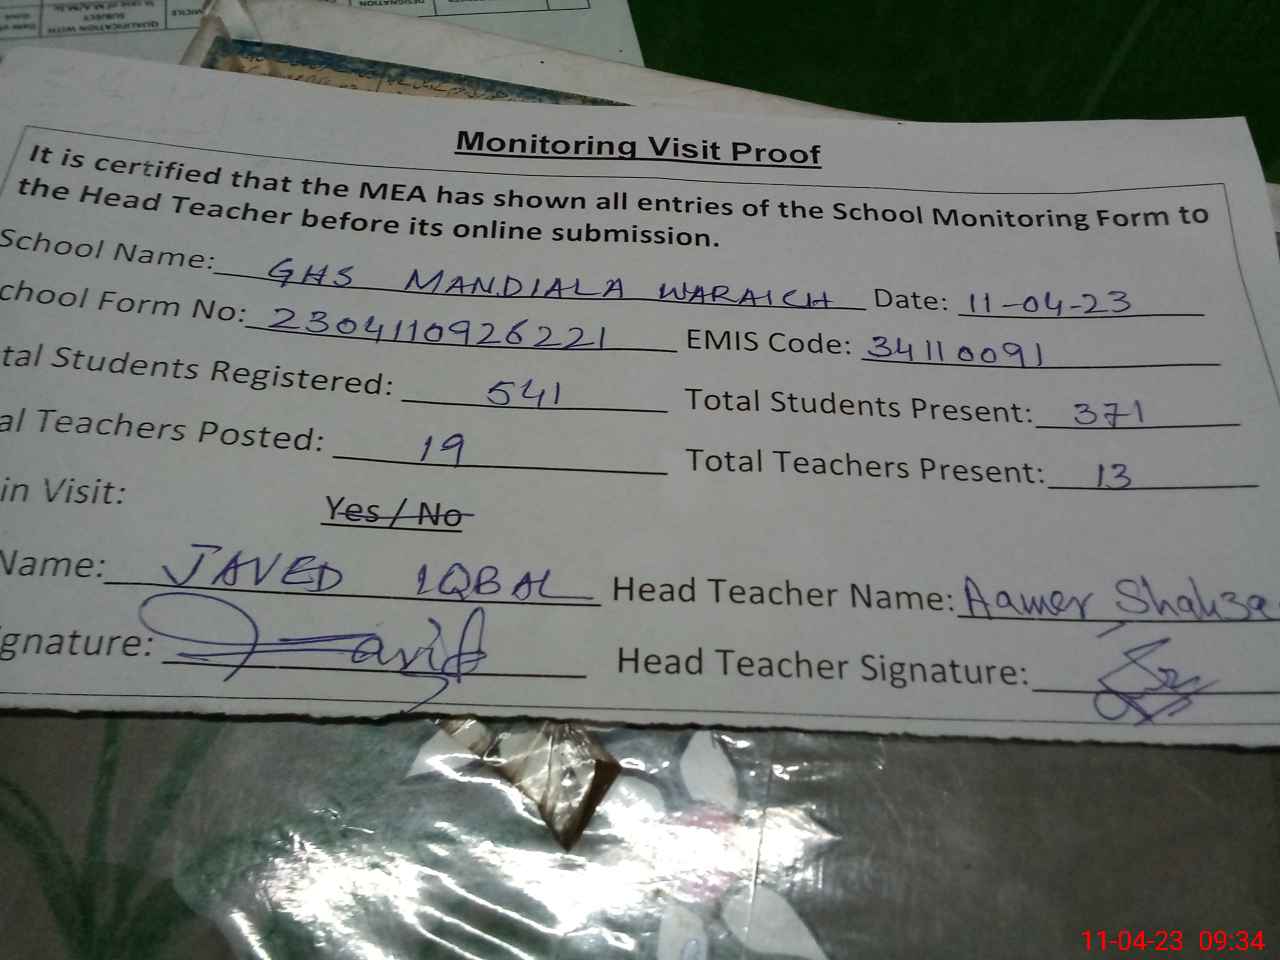 QUALIFICATION WITH
SUBJECT
DESIGNATION
Monitoring Visit Proof
It is certified that the MEA has shown all entries of the School Monitoring Form to
the Head Teacher before its online submission.
School Name: GHS MANDIALA WARAICH Date: 11-04-23
chool Form No: 2304110926221 EMIS Code: 34110091
tal Students Registered: 541 Total Students Present: 371
al Teachers Posted: 19 Total Teachers Present: 13
in Visit: Yes / No
Name: JAVED IQBAL Head Teacher Name: Aamer Shahza
gnature: Head Teacher Signature:
11-04-23 09:34